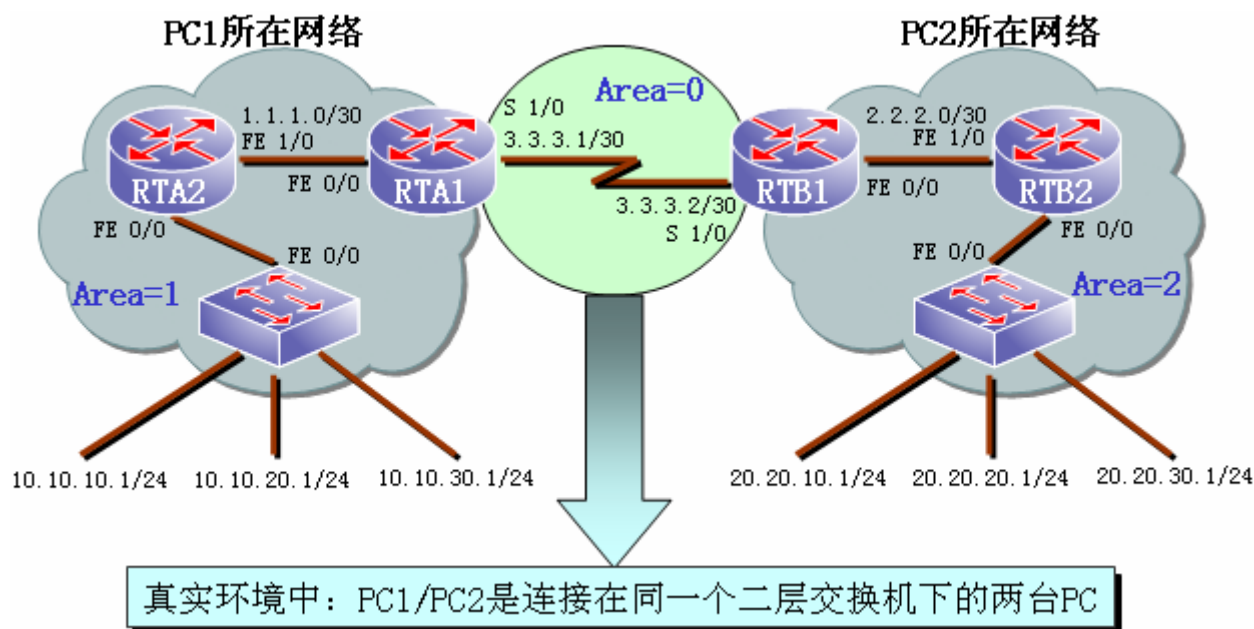 PC1所在网络
PC2所在网络
Area=0
S 1/0
3.3.3.1/30
1.1.1.0/30
FE 1/0
2.2.2.0/30
FE 1/0
RTA2
RTA1
RTB1
RTB2
FE 0/0
FE 0/0
3.3.3.2/30
S 1/0
FE 0/0
FE 0/0
FE 0/0
FE 0/0
Area=1
Area=2
10.10.10.1/24
10.10.20.1/24
10.10.30.1/24
20.20.10.1/24
20.20.20.1/24
20.20.30.1/24
真实环境中：PC1/PC2是连接在同一个二层交换机下的两台PC